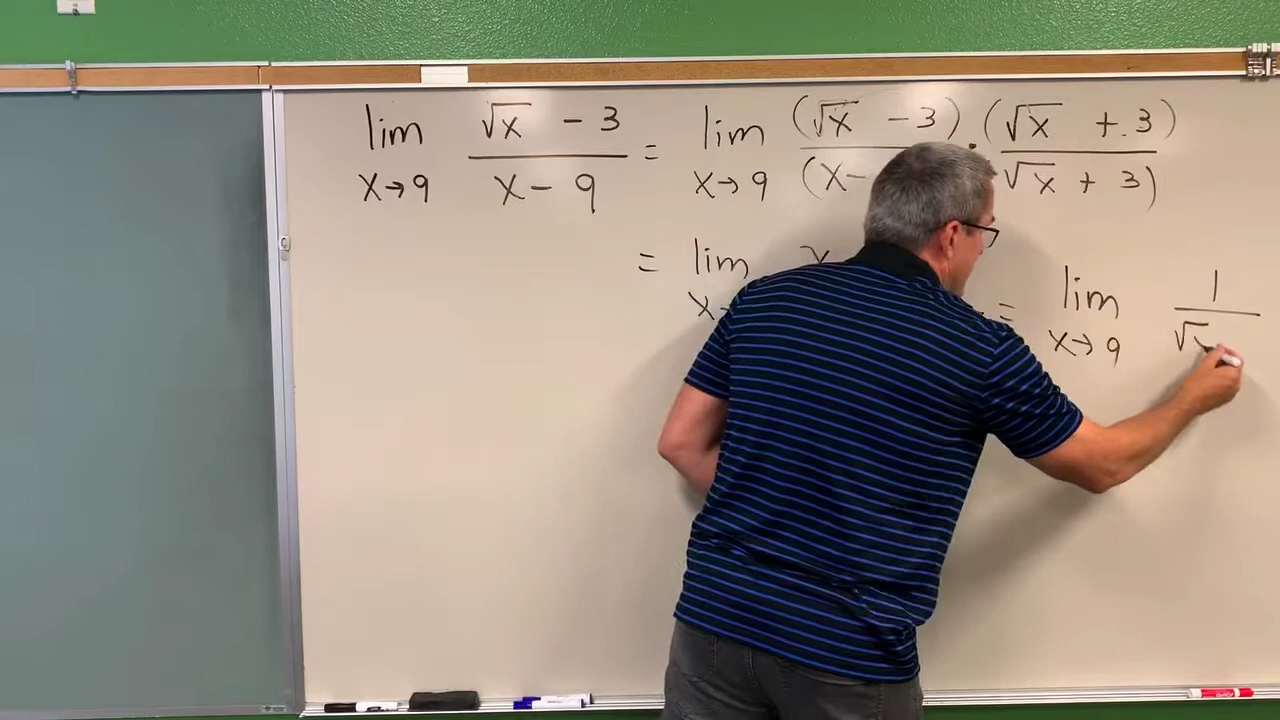 lim x→9 √x - 3 / x - 9 = lim x→9 (√x - 3) / (x- · (√x + 3) / √x + 3)
= lim x = lim x→9 1 / √x